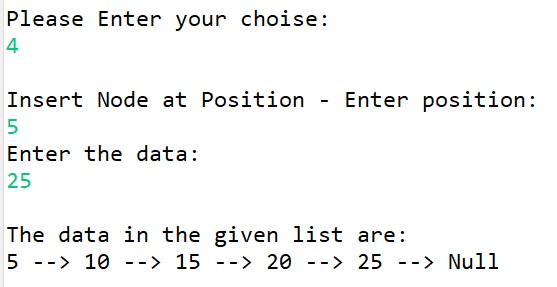 Please Enter your choise:
4
Insert Node at Position - Enter position:
5
Enter the data:
25
The data in the given list are:
5 --> 10 --> 15 --> 20 --> 25 --> Null